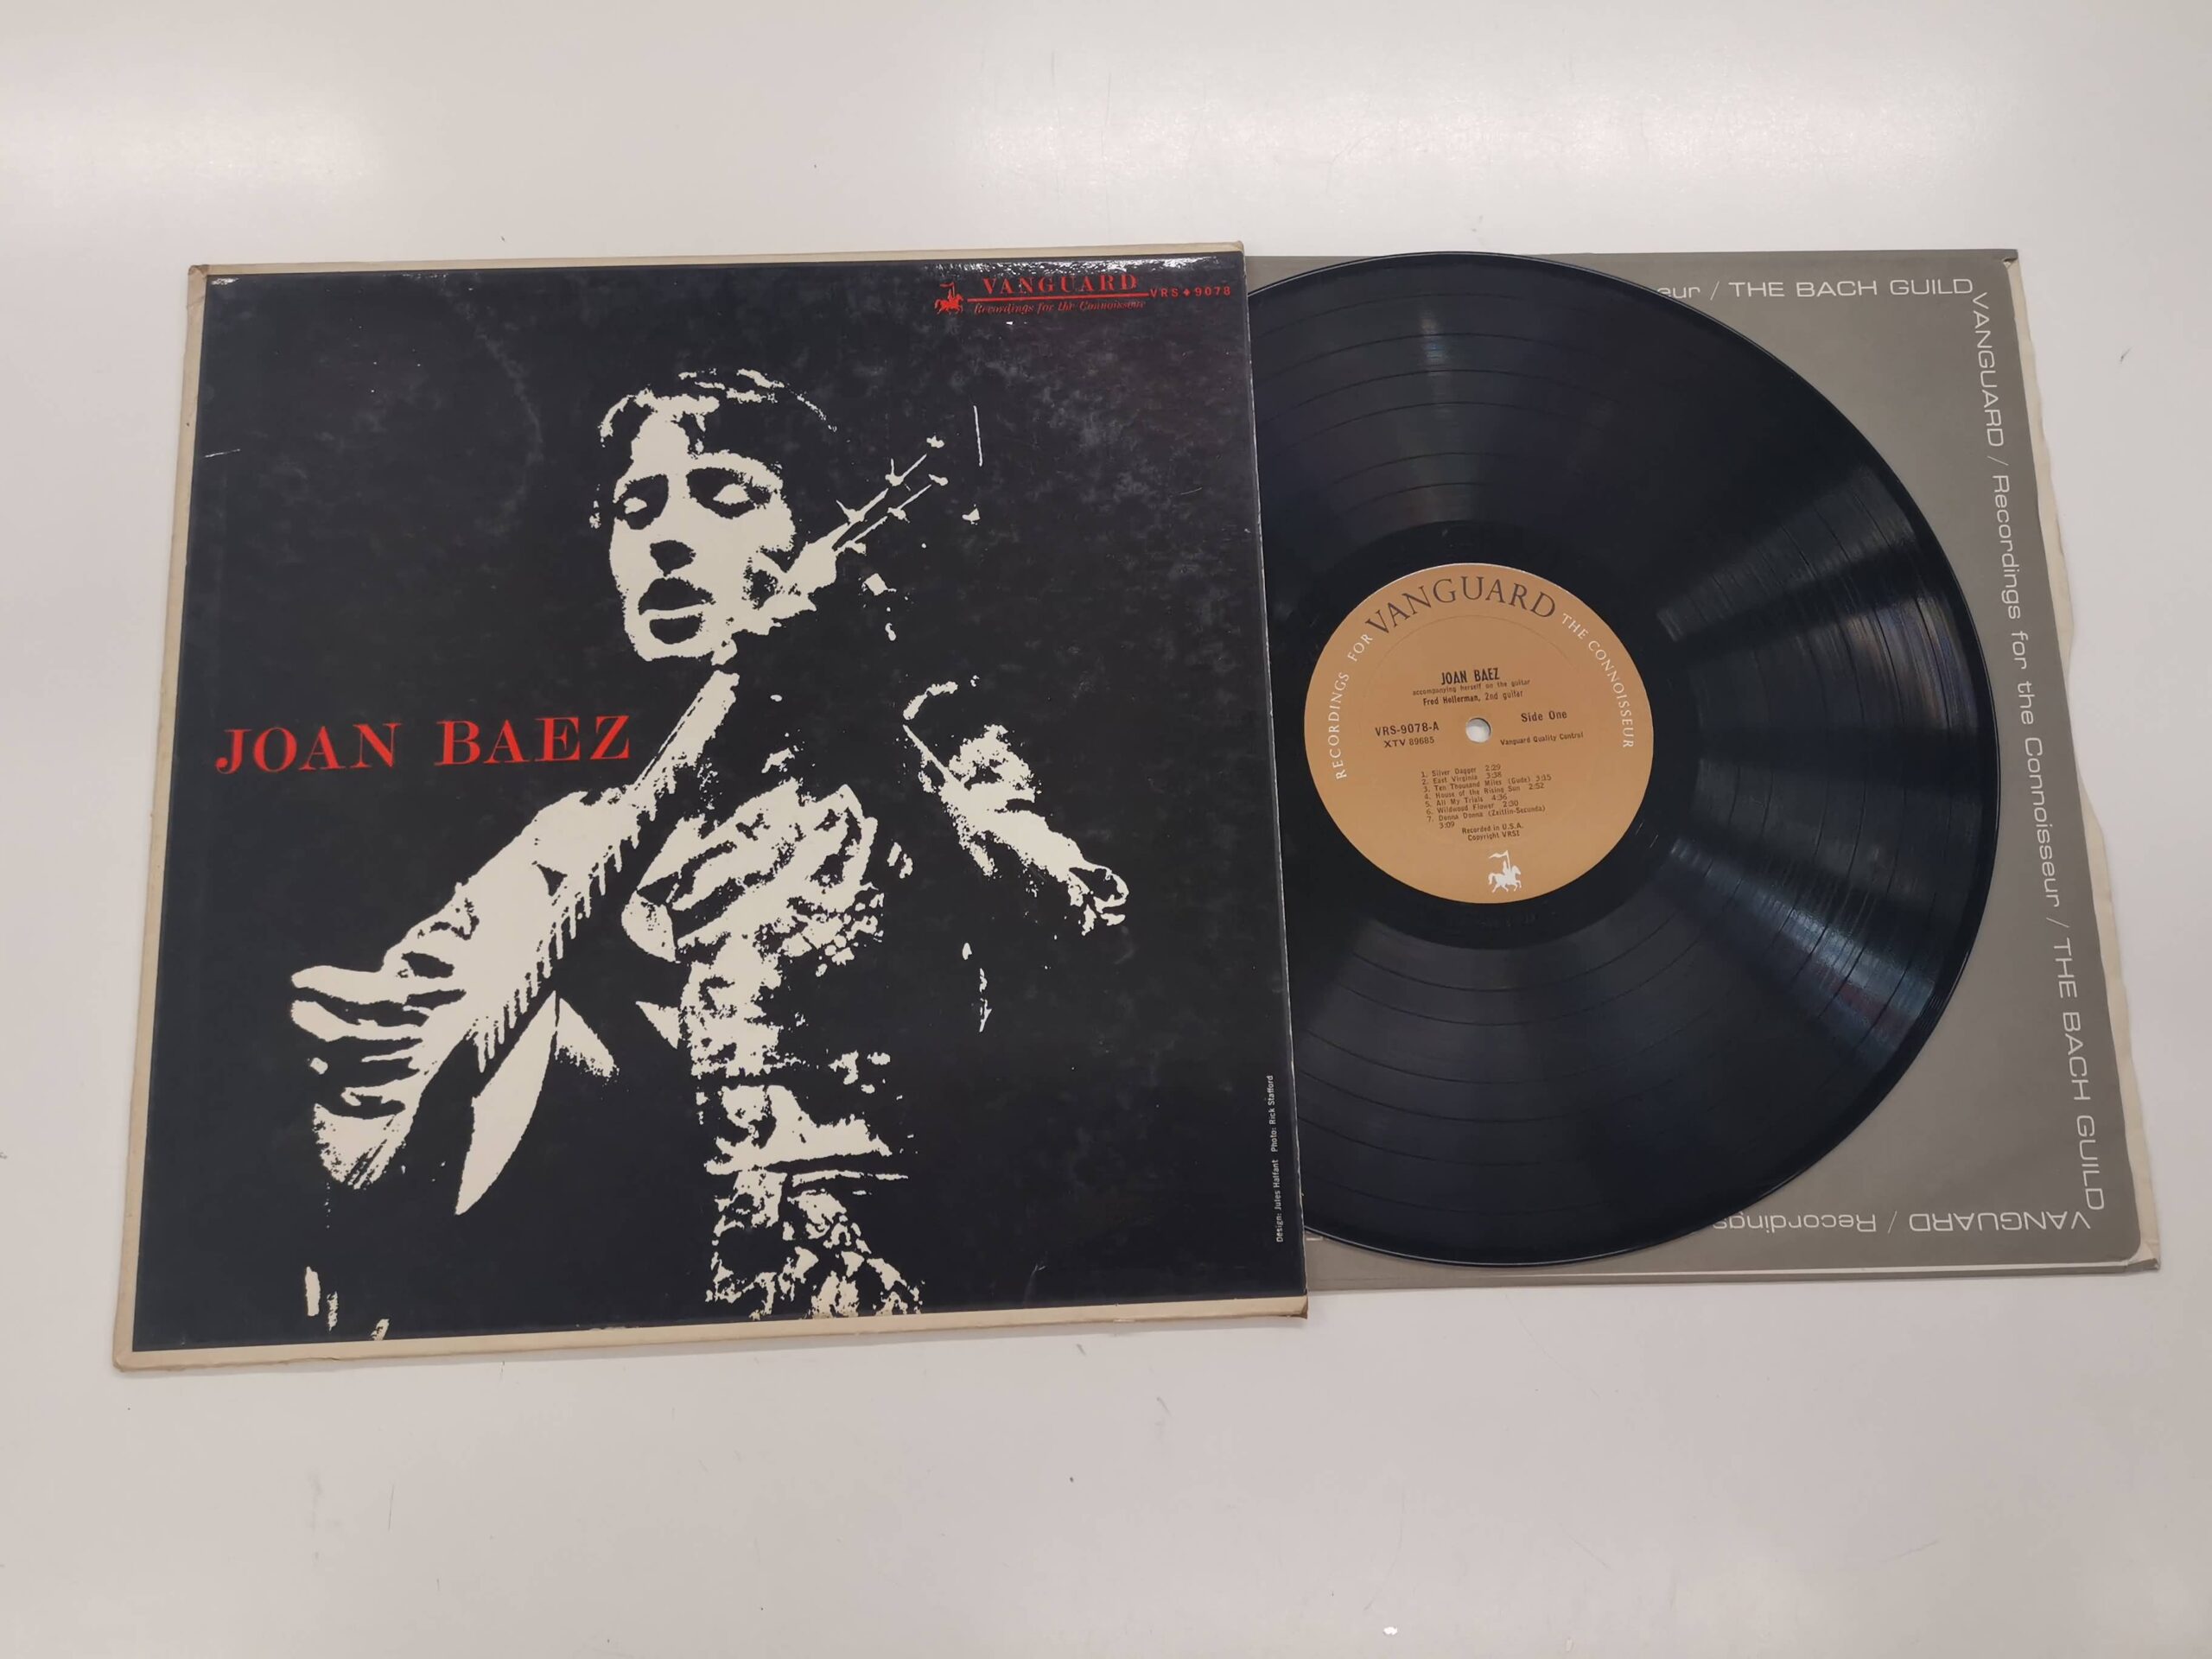 VANGUARD
VRS 9078
Recordings for the Connoisseur
JOAN BAEZ
Design: Jules Halfant Photo: Rick Stafford
RECORDINGS FOR VANGUARD THE CONNOISSEUR
JOAN BAEZ
accompanying herself on the guitar
Fred Hellerman, 2nd guitar
VRS-9078-A
Side One
XTV 89685
Vanguard Quality Control
1. Silver Dagger 2:29
2. East Virginia 3:38
3. Ten Thousand Miles (Gude) 3:15
4. House of the Rising Sun 2:52
5. All My Trials 4:36
6. Wildwood Flower 2:30
7. Donna Donna (Zeitlin-Secunda)
3:09
Recorded in U.S.A.
Copyright VRSI
eur / THE BACH GUILD
VANGUARD / Recordings for the Connoisseur / THE BACH GUILD
VANGUARD / Recordings